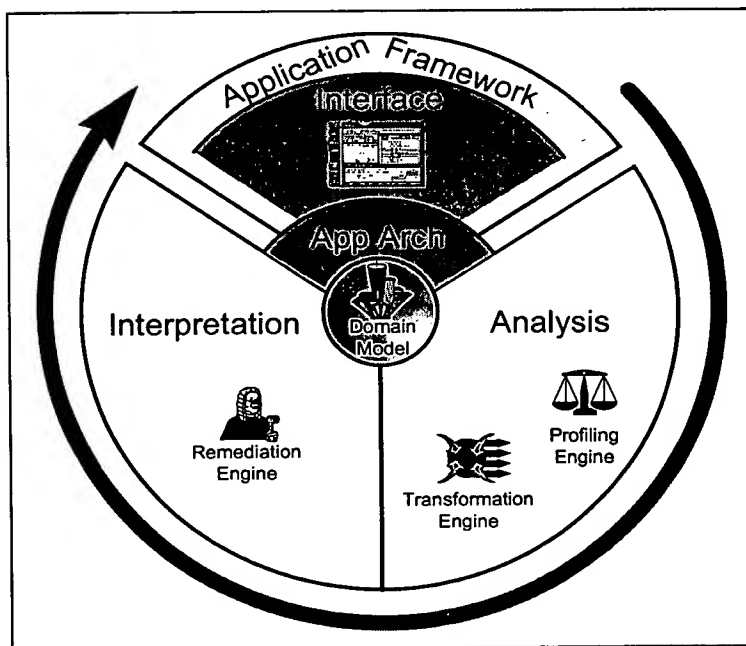 Application Framework
Interface
App Arch
Domain
Model
Interpretation
Analysis
Remediation
Engine
Transformation
Engine
Profiling
Engine